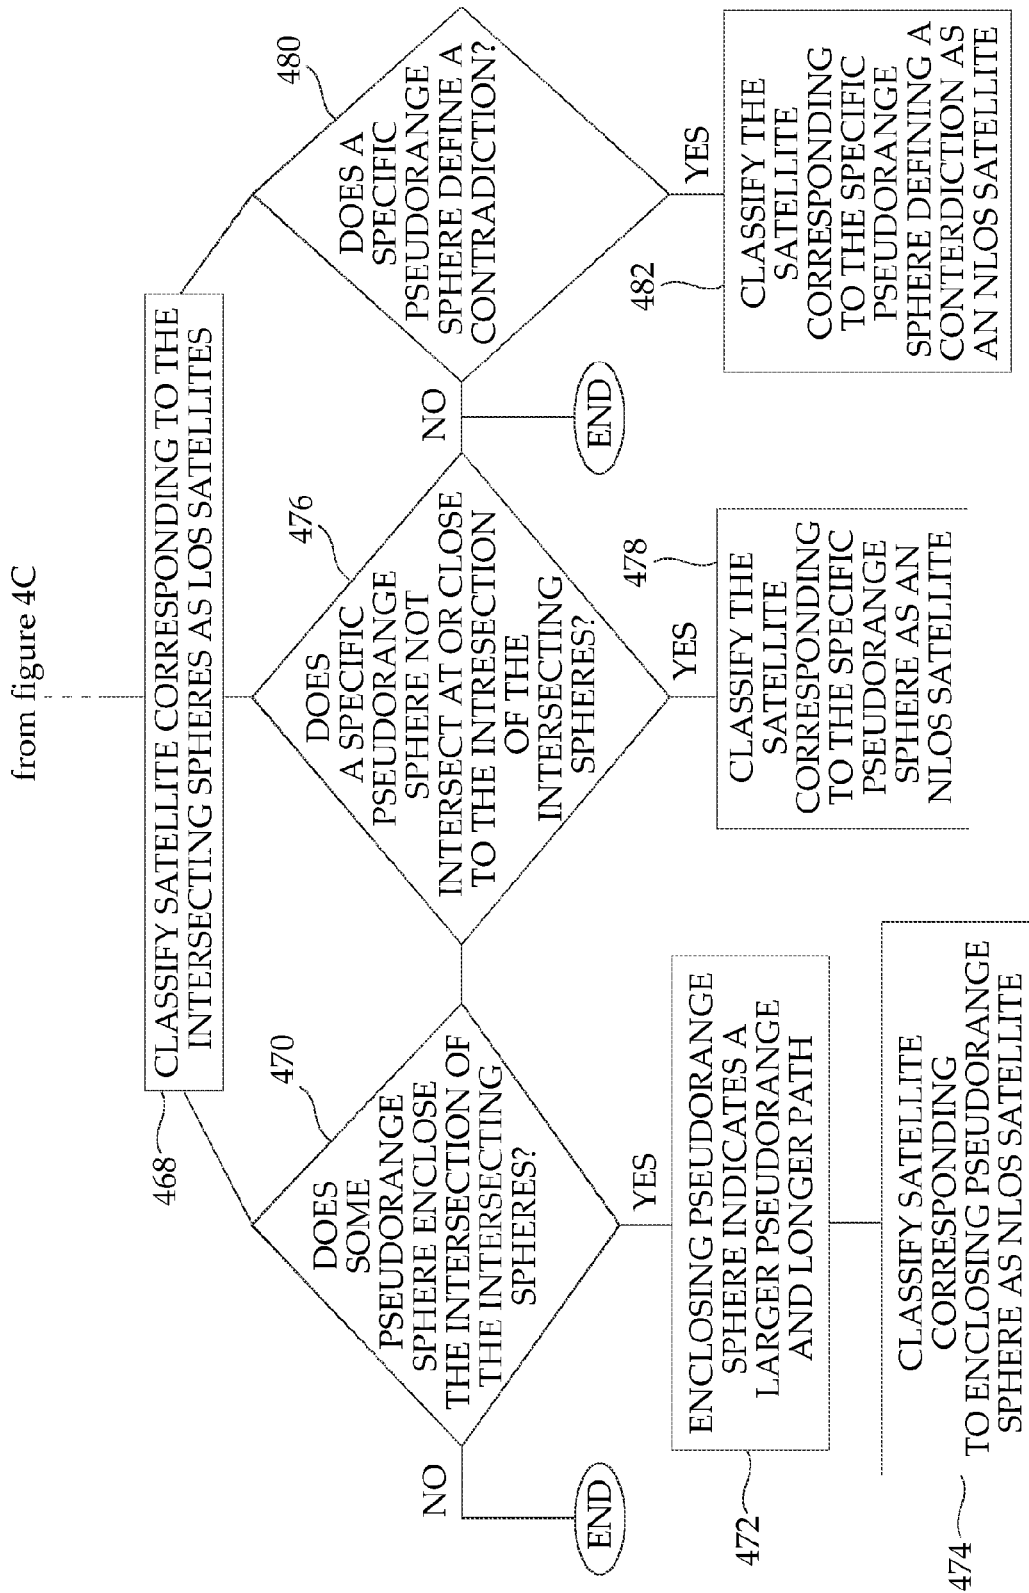 from figure 4C
CLASSIFY SATELLITE CORRESPONDING TO THE
INTERSECTING SPHERES AS LOS SATELLITES
468
470
DOES
SOME
PSEUDORANGE
SPHERE ENCLOSE
THE INTERSECTION OF
THE INTERSECTING
SPHERES?
NO
END
YES
472
ENCLOSING PSEUDORANGE
SPHERE INDICATES A
LARGER PSEUDORANGE
AND LONGER PATH
474
CLASSIFY SATELLITE
CORRESPONDING
TO ENCLOSING PSEUDORANGE
SPHERE AS NLOS SATELLITE
476
DOES
A SPECIFIC
PSEUDORANGE
SPHERE NOT
INTERSECT AT OR CLOSE
TO THE INTRESECTION
OF THE
INTERSECTING
SPHERES?
YES
478
CLASSIFY THE
SATELLITE
CORRESPONDING
TO THE SPECIFIC
PSEUDORANGE
SPHERE AS AN
NLOS SATELLITE
NO
END
480
DOES A
SPECIFIC
PSEUDORANGE
SPHERE DEFINE A
CONTRADICTION?
YES
482
CLASSIFY THE
SATELLITE
CORRESPONDING
TO THE SPECIFIC
PSEUDORANGE
SPHERE DEFINING A
CONTERDICTION AS
AN NLOS SATELLITE